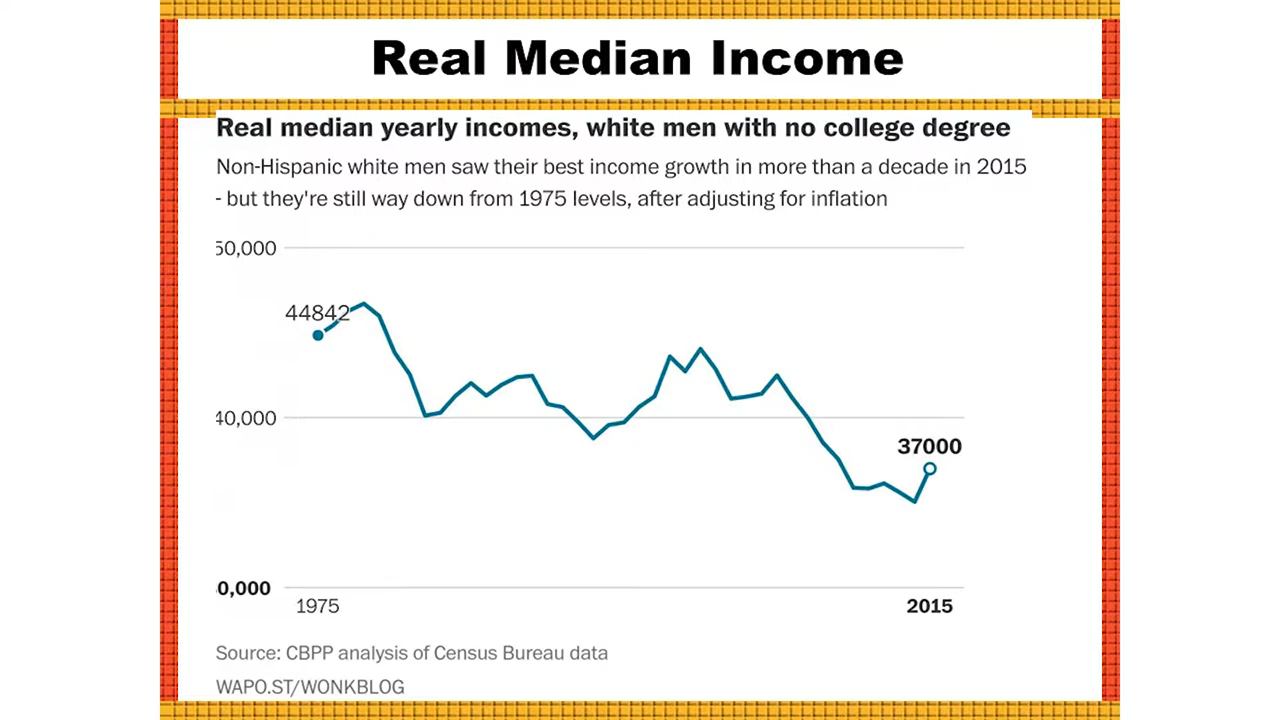 Real Median Income
Real median yearly incomes, white men with no college degree
Non-Hispanic white men saw their best income growth in more than a decade in 2015
- but they're still way down from 1975 levels, after adjusting for inflation
50,000
44842
40,000
37000
0,000
1975
2015
Source: CBPP analysis of Census Bureau data
WAPO.ST/WONKBLOG